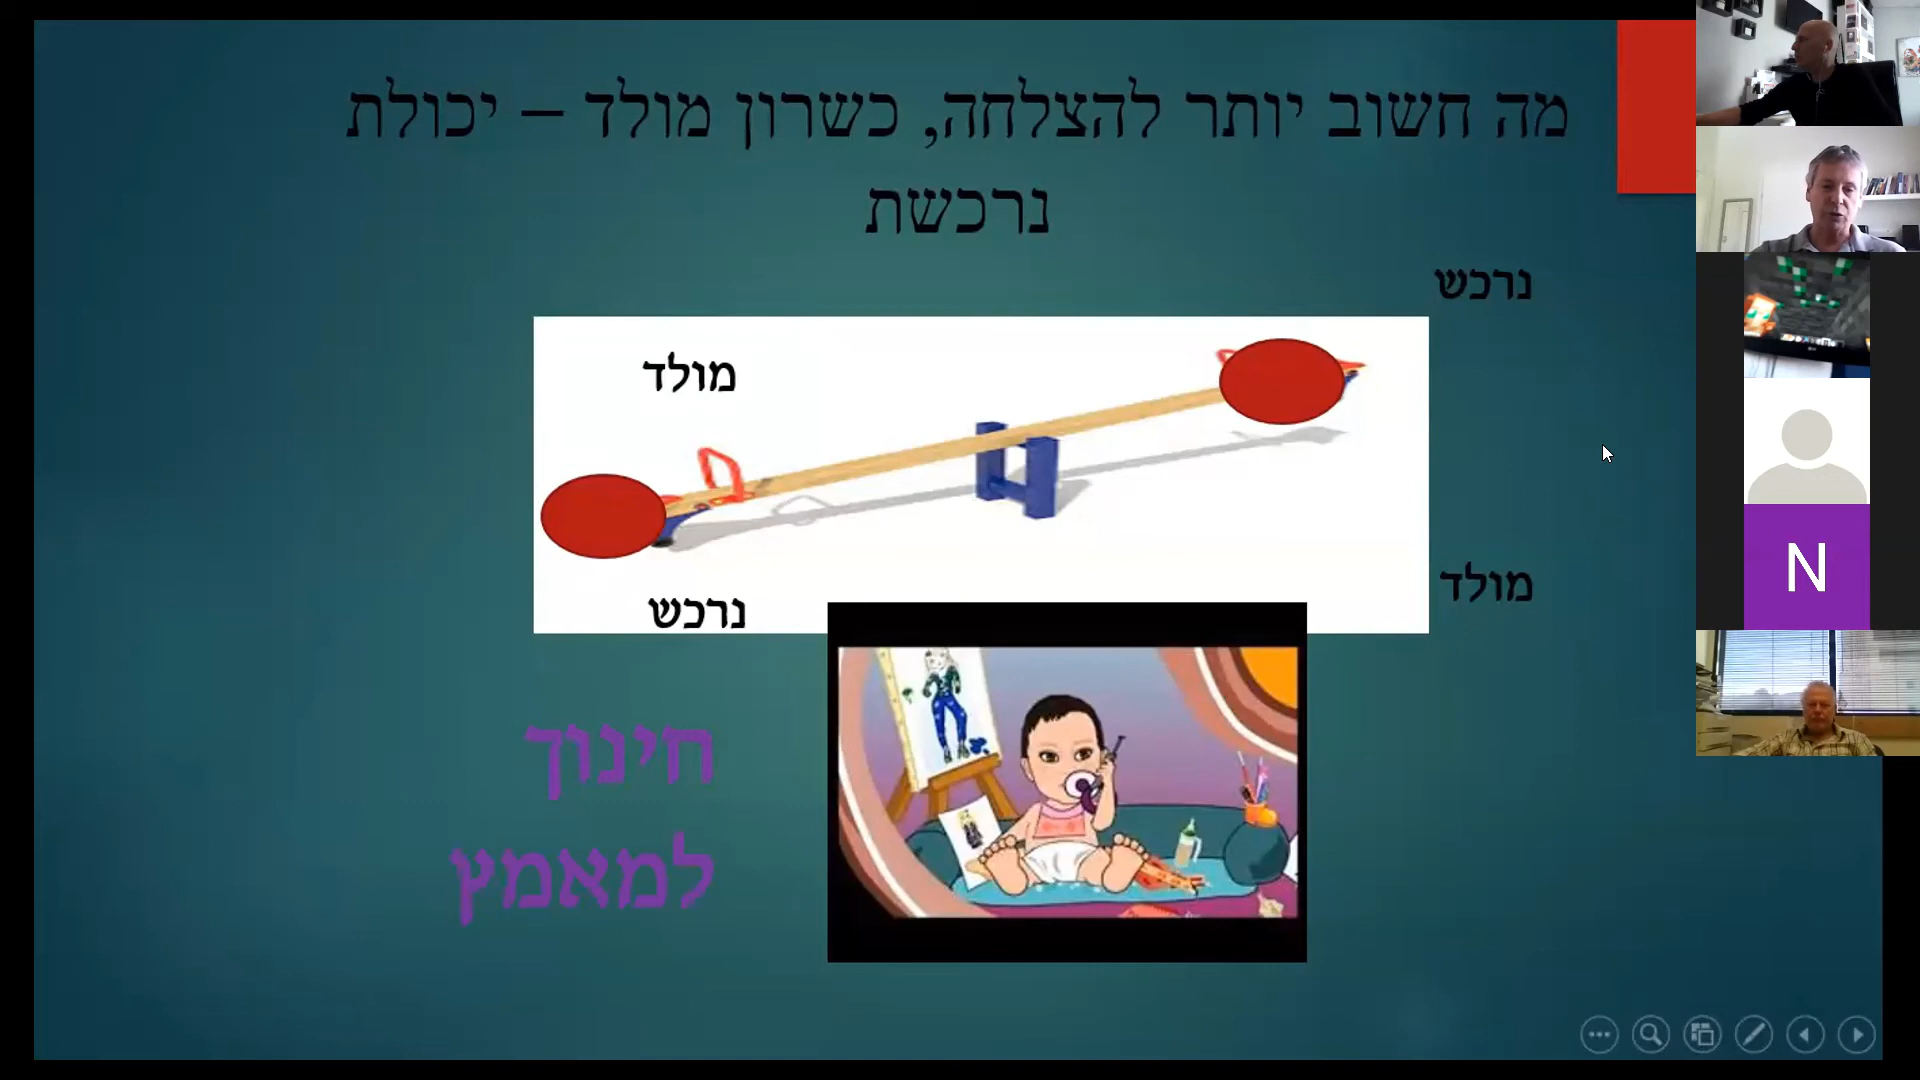 מה חשוב יותר להצלחה, כשרון מולד – יכולת
נרכשת
נרכש
מולד
מולד
נרכש
חינוך
למאמץ
N